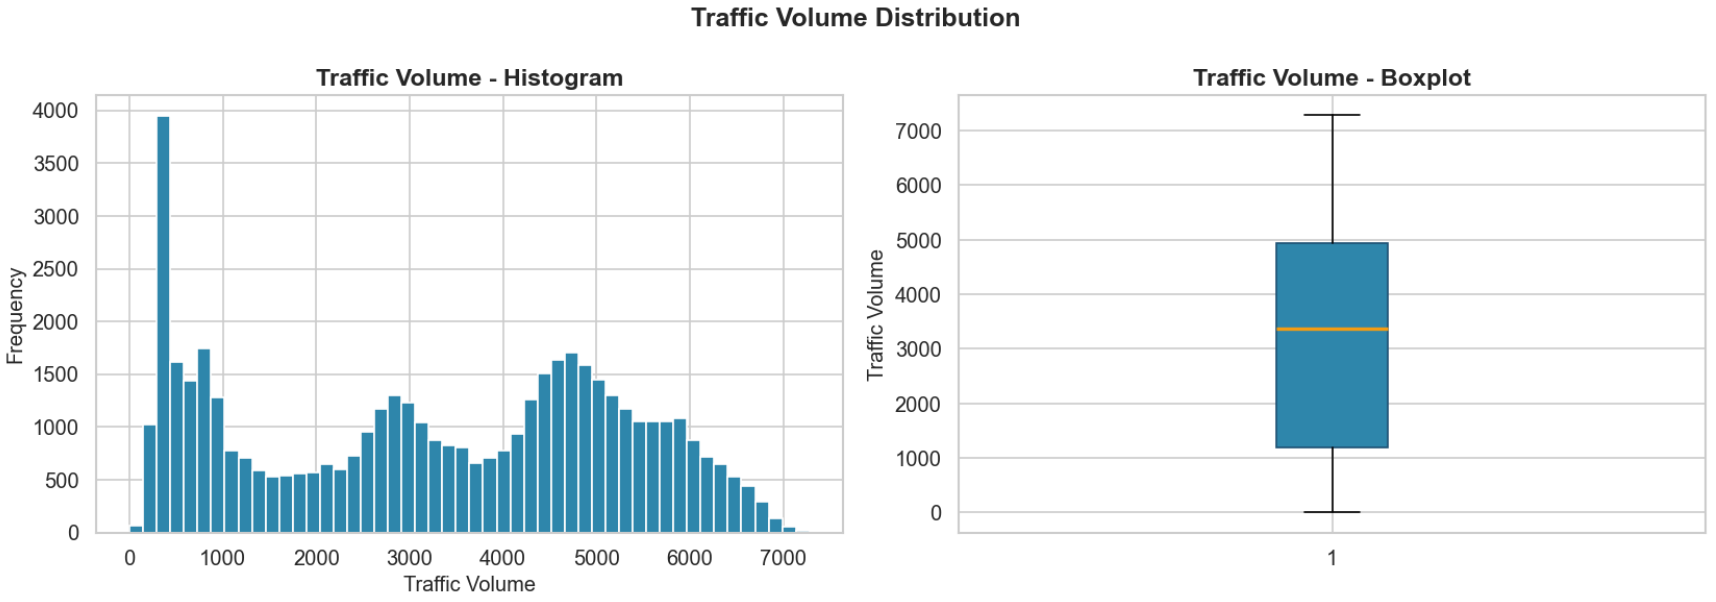 Traffic Volume Distribution
Traffic Volume - Histogram
4000
3500
3000
2500
2000
1500
1000
500
0
Frequency
0 1000 2000 3000 4000 5000 6000 7000
Traffic Volume
Traffic Volume - Boxplot
7000
6000
5000
4000
3000
2000
1000
0
Traffic Volume
1